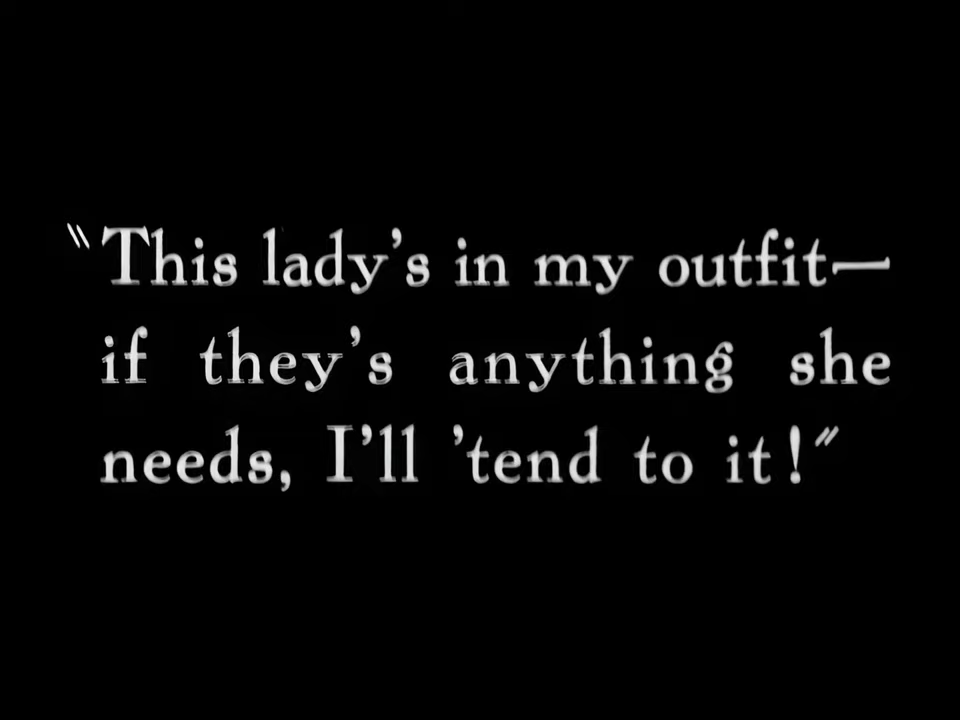 "This lady's in my outfit—
if they's anything she
needs, I'll 'tend to it!"